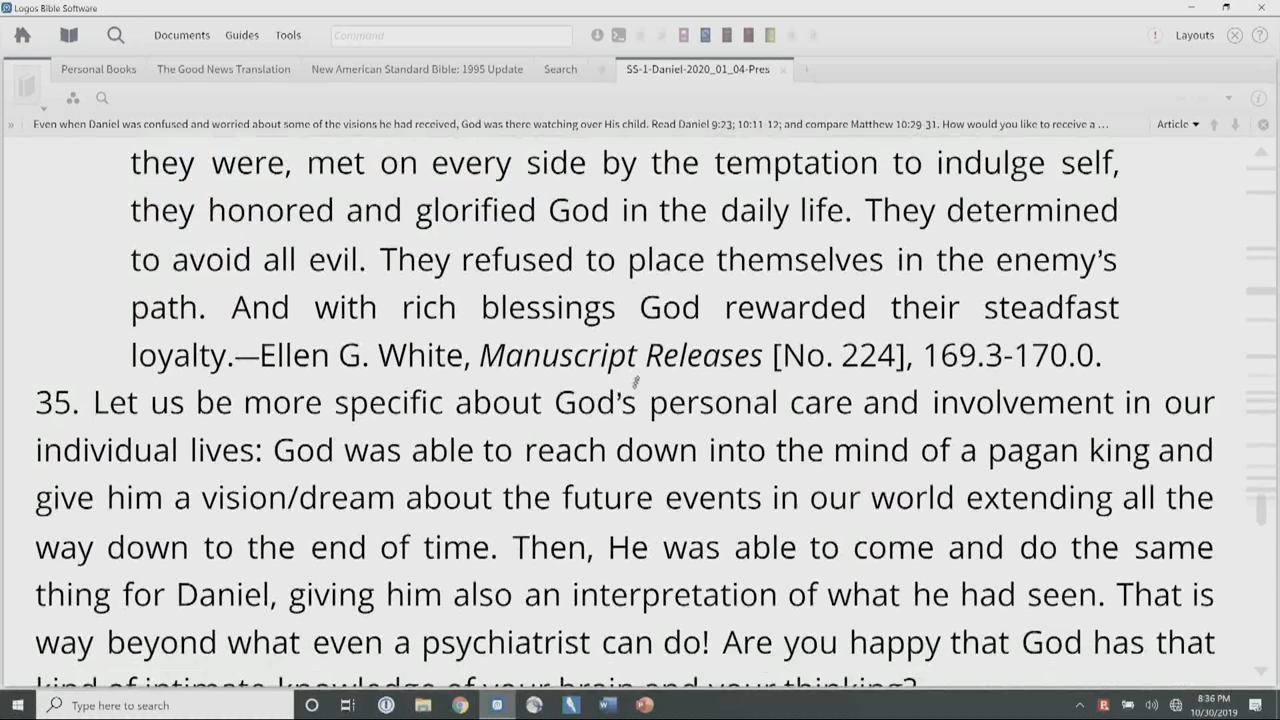 Logos Bible Software
Documents Guides Tools Command Layouts
Personal Books The Good News Translation New American Standard Bible: 1995 Update Search SS-1-Daniel-2020_01_04-Pres
Even when Daniel was confused and worried about some of the visions he had received, God was there watching over His child. Read Daniel 9:23; 10:11-12; and compare Matthew 10:29-31. How would you like to receive a ... Article
they were, met on every side by the temptation to indulge self,
they honored and glorified God in the daily life. They determined
to avoid all evil. They refused to place themselves in the enemy's
path. And with rich blessings God rewarded their steadfast
loyalty.—Ellen G. White, Manuscript Releases [No. 224], 169.3-170.0.
35. Let us be more specific about God's personal care and involvement in our
individual lives: God was able to reach down into the mind of a pagan king and
give him a vision/dream about the future events in our world extending all the
way down to the end of time. Then, He was able to come and do the same
thing for Daniel, giving him also an interpretation of what he had seen. That is
way beyond what even a psychiatrist can do! Are you happy that God has that
kind of intimate knowledge of your brain and your thinking?
Type here to search
8:36 PM
10/30/2019